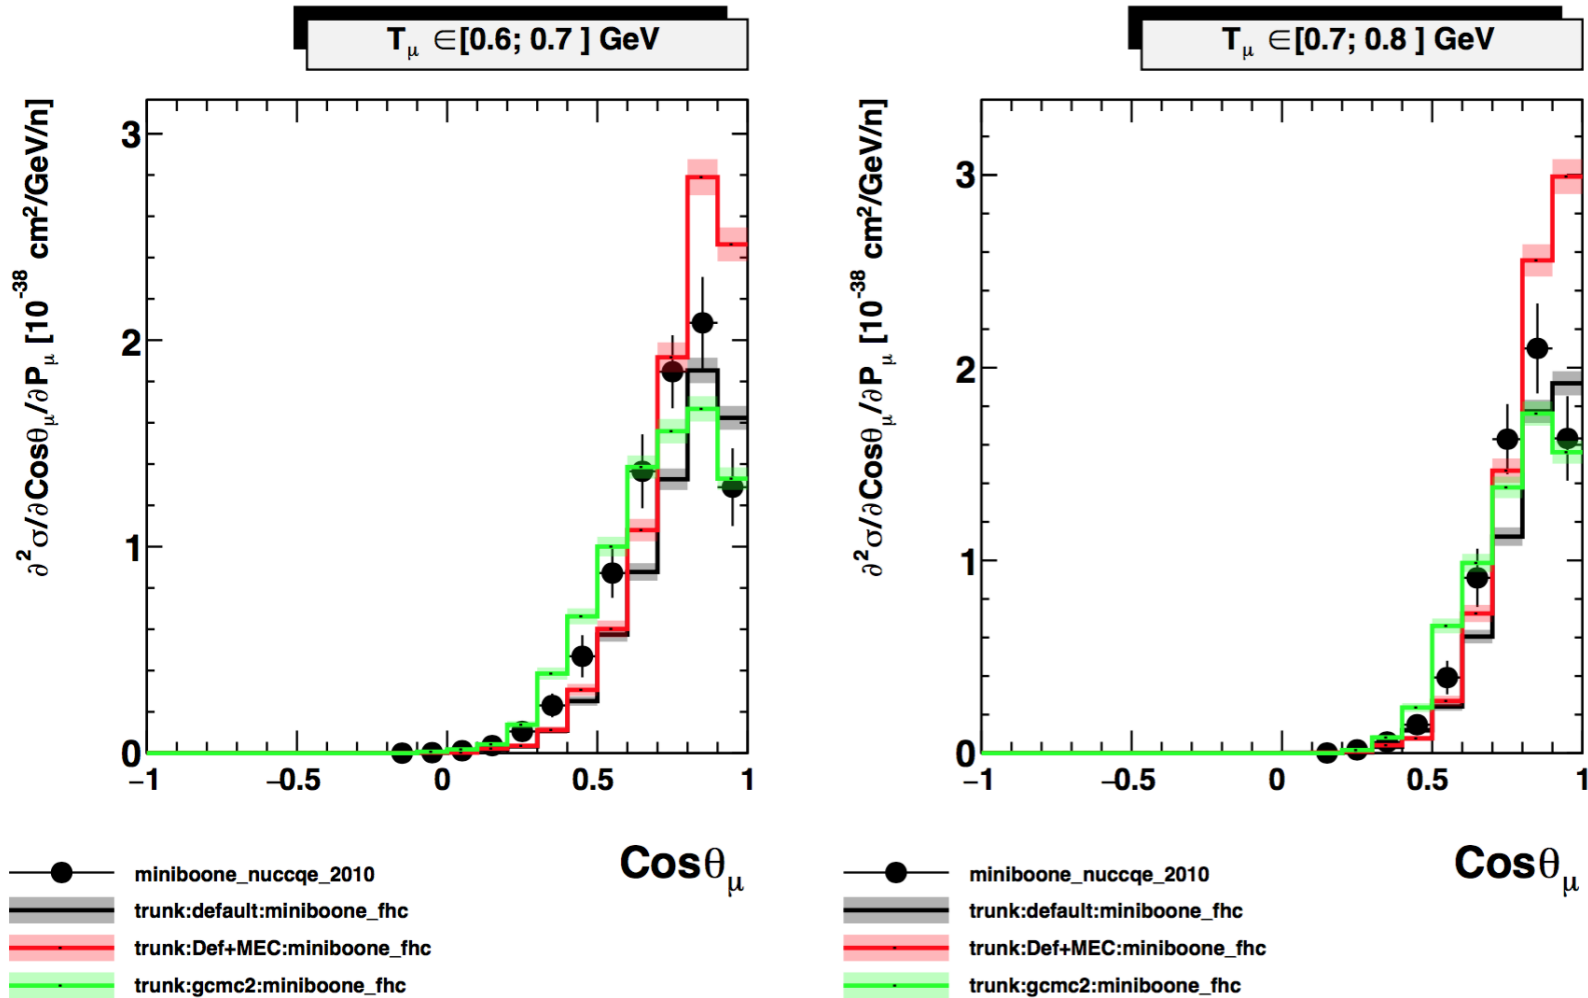 T_μ ∈[0.6; 0.7 ] GeV
∂²σ/∂Cosθ_μ/∂P_μ [10⁻³⁸ cm²/GeV/n]
3
2
1
0
−1 −0.5 0 0.5 1
Cosθ_μ
miniboone_nuccqe_2010
trunk:default:miniboone_fhc
trunk:Def+MEC:miniboone_fhc
trunk:gcmc2:miniboone_fhc
T_μ ∈[0.7; 0.8 ] GeV
∂²σ/∂Cosθ_μ/∂P_μ [10⁻³⁸ cm²/GeV/n]
3
2
1
0
−1 −0.5 0 0.5 1
Cosθ_μ
miniboone_nuccqe_2010
trunk:default:miniboone_fhc
trunk:Def+MEC:miniboone_fhc
trunk:gcmc2:miniboone_fhc